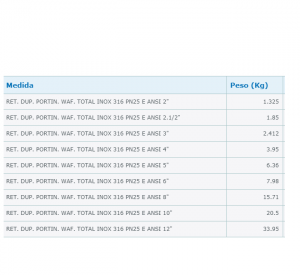 Medida Peso (Kg)
RET. DUP. PORTIN. WAF. TOTAL INOX 316 PN25 E ANSI 2" 1.325
RET. DUP. PORTIN. WAF. TOTAL INOX 316 PN25 E ANSI 2.1/2" 1.85
RET. DUP. PORTIN. WAF. TOTAL INOX 316 PN25 E ANSI 3" 2.412
RET. DUP. PORTIN. WAF. TOTAL INOX 316 PN25 E ANSI 4" 3.95
RET. DUP. PORTIN. WAF. TOTAL INOX 316 PN25 E ANSI 5" 6.36
RET. DUP. PORTIN. WAF. TOTAL INOX 316 PN25 E ANSI 6" 7.98
RET. DUP. PORTIN. WAF. TOTAL INOX 316 PN25 E ANSI 8" 15.71
RET. DUP. PORTIN. WAF. TOTAL INOX 316 PN25 E ANSI 10" 20.5
RET. DUP. PORTIN. WAF. TOTAL INOX 316 PN25 E ANSI 12" 33.95